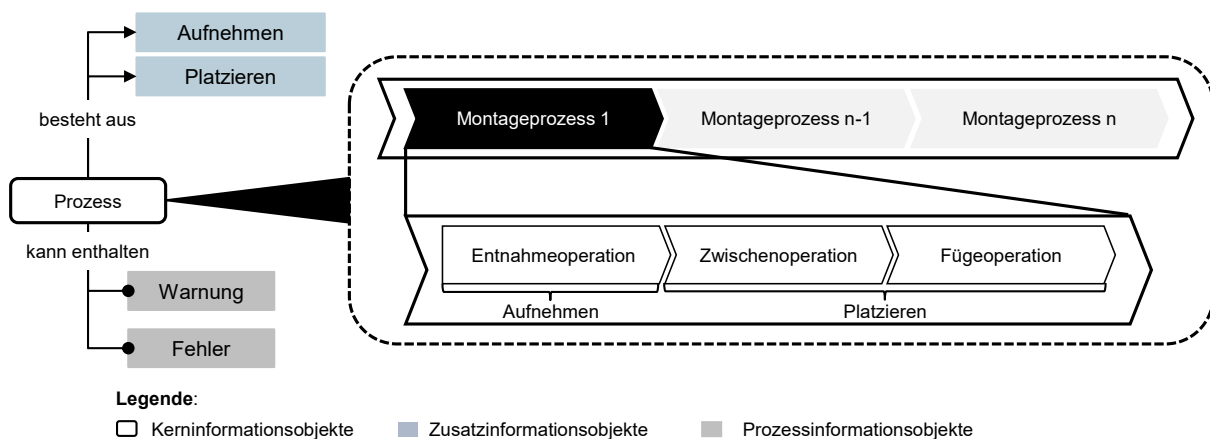 Aufnehmen
Platzieren
besteht aus
Prozess
kann enthalten
Warnung
Fehler
Montageprozess 1
Montageprozess n-1
Montageprozess n
Entnahmeoperation
Zwischenoperation
Fügeoperation
Aufnehmen
Platzieren
Legende:
Kerninformationsobjekte
Zusatzinformationsobjekte
Prozessinformationsobjekte